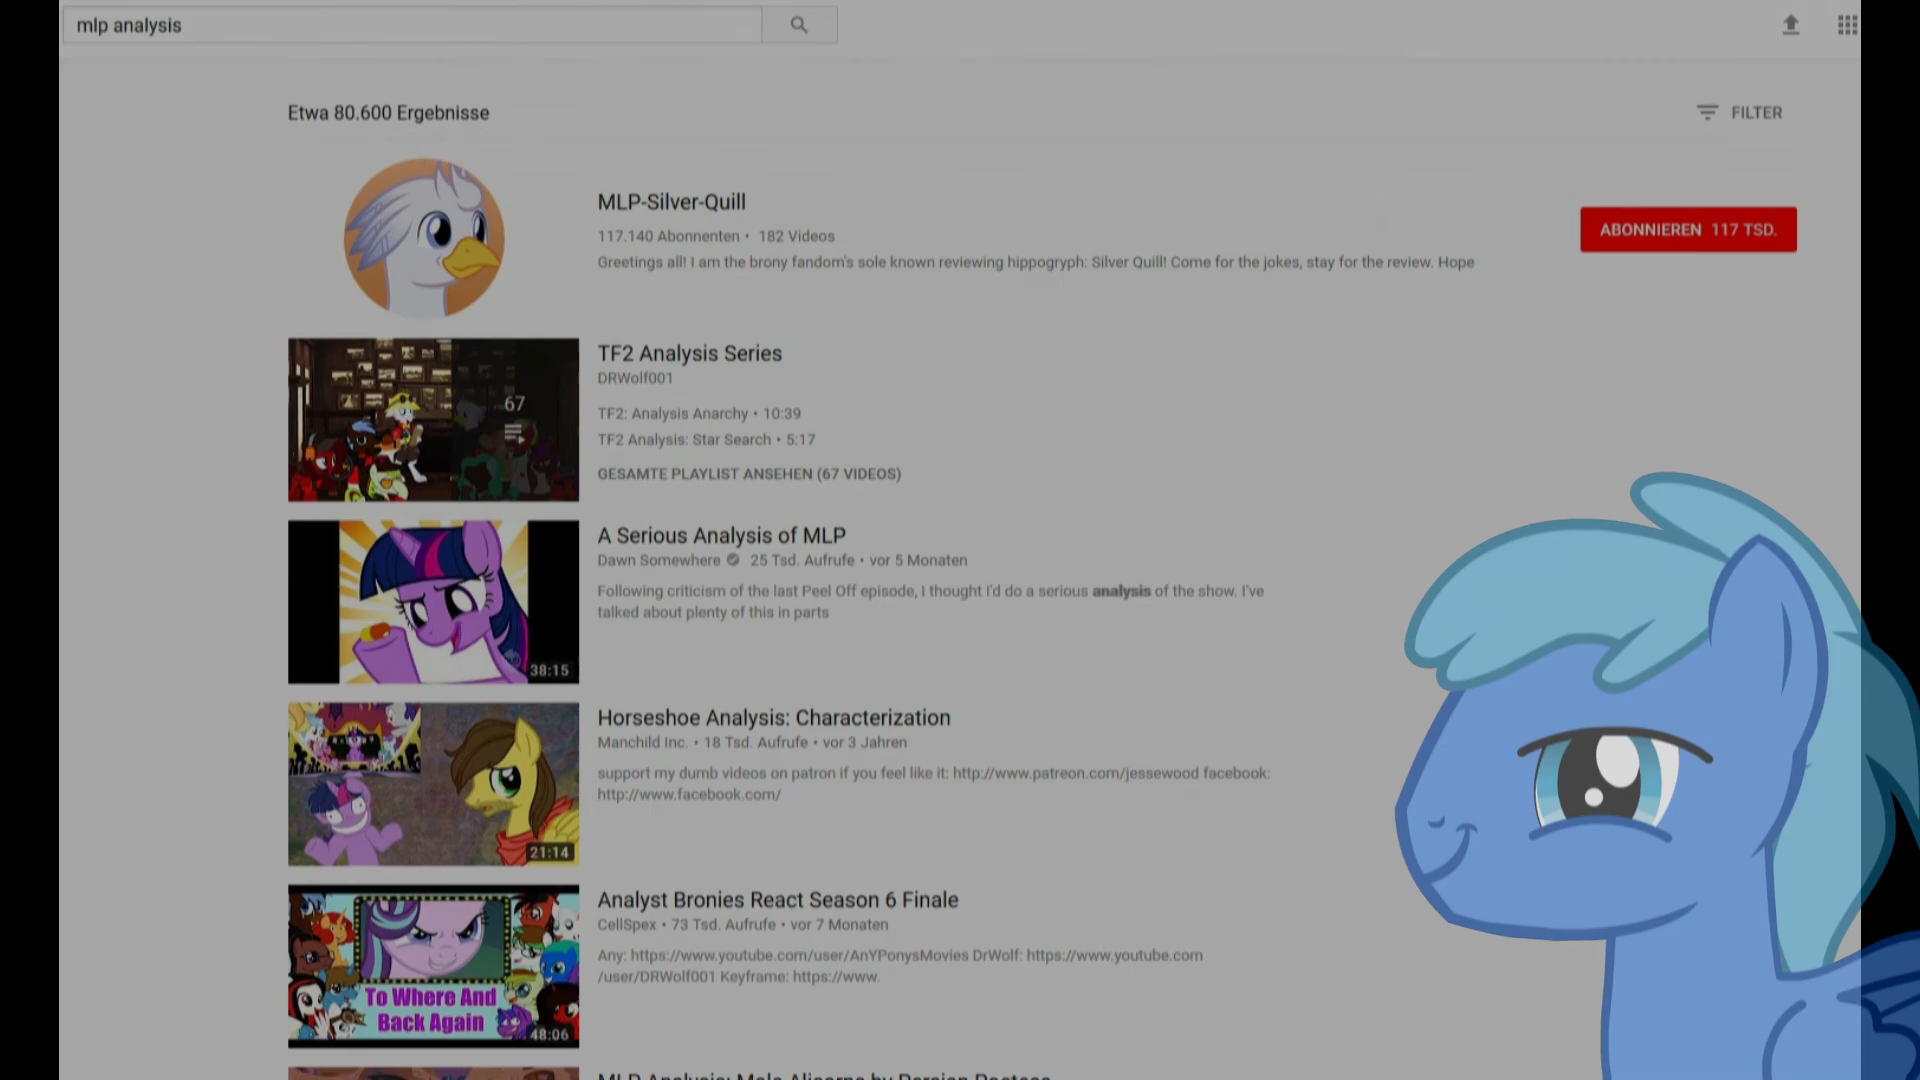 mlp analysis
Etwa 80.600 Ergebnisse
FILTER
MLP-Silver-Quill
117.140 Abonnenten • 182 Videos
Greetings all! I am the brony fandom's sole known reviewing hippogryph: Silver Quill! Come for the jokes, stay for the review. Hope
ABONNIEREN 117 TSD.
67
TF2 Analysis Series
DRWolf001
TF2: Analysis Anarchy • 10:39
TF2 Analysis: Star Search • 5:17
GESAMTE PLAYLIST ANSEHEN (67 VIDEOS)
38:15
A Serious Analysis of MLP
Dawn Somewhere 25 Tsd. Aufrufe • vor 5 Monaten
Following criticism of the last Peel Off episode, I thought I'd do a serious analysis of the show. I've
talked about plenty of this in parts
21:14
Horseshoe Analysis: Characterization
Manchild Inc. • 18 Tsd. Aufrufe • vor 3 Jahren
support my dumb videos on patron if you feel like it: http://www.patreon.com/jessewood facebook:
http://www.facebook.com/
To Where And
Back Again
48:06
Analyst Bronies React Season 6 Finale
CellSpex • 73 Tsd. Aufrufe • vor 7 Monaten
Any: https://www.youtube.com/user/AnYPonysMovies DrWolf: https://www.youtube.com
/user/DRWolf001 Keyframe: https://www.
MLP Analysis: Male Alicorns by